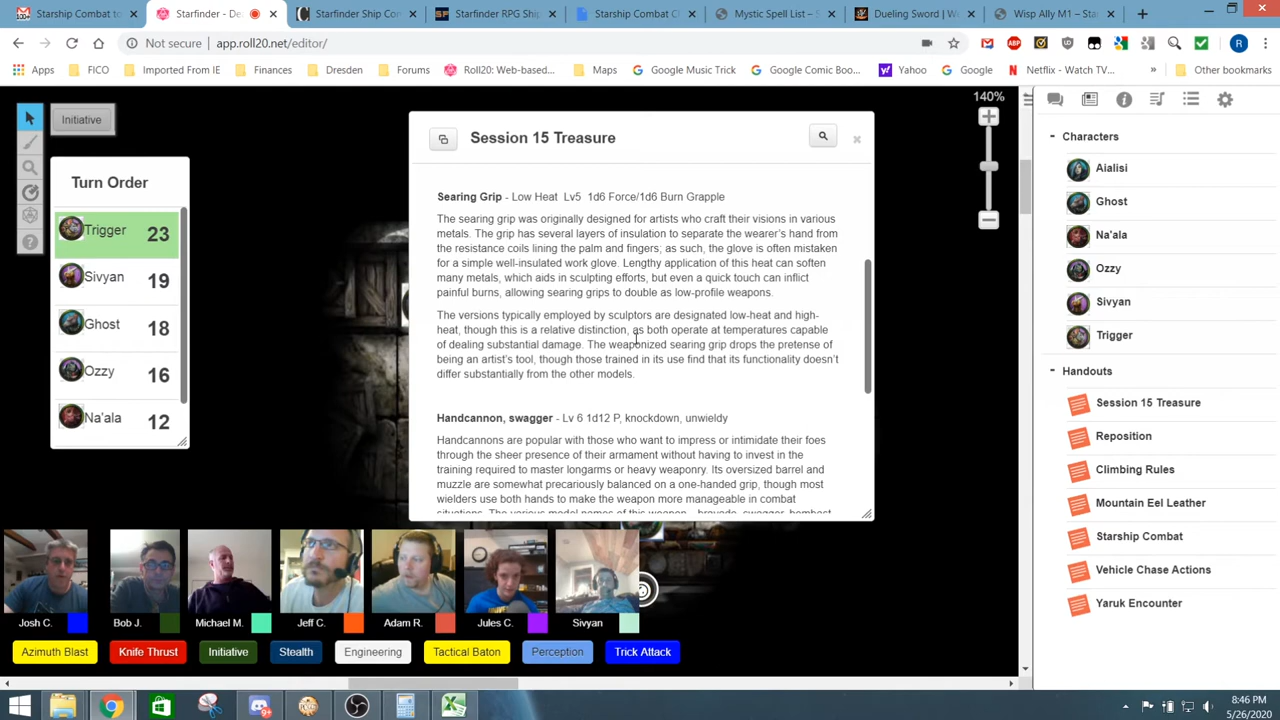 100+ Starship Combat to
Starfinder - De
Starfinder Ship Com
Starfinder RPG Ship
Starship Combat C
Mystic Spell List – S
Dueling Sword | Wo
Wisp Ally M1 – Sta
Not secure | app.roll20.net/editor/
Apps
FICO
Imported From IE
Finances
Dresden
Forums
Roll20: Web-based...
Maps
Google Music Trick
Google Comic Boo...
Yahoo
Google
Netflix - Watch TV...
»
Other bookmarks
Initiative
140%
Turn Order
Trigger 23
Sivyan 19
Ghost 18
Ozzy 16
Na'ala 12
Session 15 Treasure
Searing Grip - Low Heat Lv5 1d6 Force/1d6 Burn Grapple
The searing grip was originally designed for artists who craft their visions in various
metals. The grip has several layers of insulation to separate the wearer's hand from
the resistance coils lining the palm and fingers; as such, the glove is often mistaken
for a simple well-insulated work glove. Lengthy application of this heat can soften
many metals, which aids in sculpting efforts, but even a quick touch can inflict
painful burns, allowing searing grips to double as low-profile weapons.
The versions typically employed by sculptors are designated low-heat and high-
heat, though this is a relative distinction, as both operate at temperatures capable
of dealing substantial damage. The weaponized searing grip drops the pretense of
being an artist's tool, though those trained in its use find that its functionality doesn't
differ substantially from the other models.
Handcannon, swagger - Lv 6 1d12 P, knockdown, unwieldy
Handcannons are popular with those who want to impress or intimidate their foes
through the sheer presence of their armament without having to invest in the
training required to master longarms or heavy weaponry. Its oversized barrel and
muzzle are somewhat precariously balanced on a one-handed grip, though most
wielders use both hands to make the weapon more manageable in combat
situations. The various model names of this weapon—bravado, swagger, bombast
Characters
Aialisi
Ghost
Na'ala
Ozzy
Sivyan
Trigger
Handouts
Session 15 Treasure
Reposition
Climbing Rules
Mountain Eel Leather
Starship Combat
Vehicle Chase Actions
Yaruk Encounter
Josh C.
Bob J.
Michael M.
Jeff C.
Adam R.
Jules C.
Sivyan
Azimuth Blast
Knife Thrust
Initiative
Stealth
Engineering
Tactical Baton
Perception
Trick Attack
8:46 PM
5/26/2020